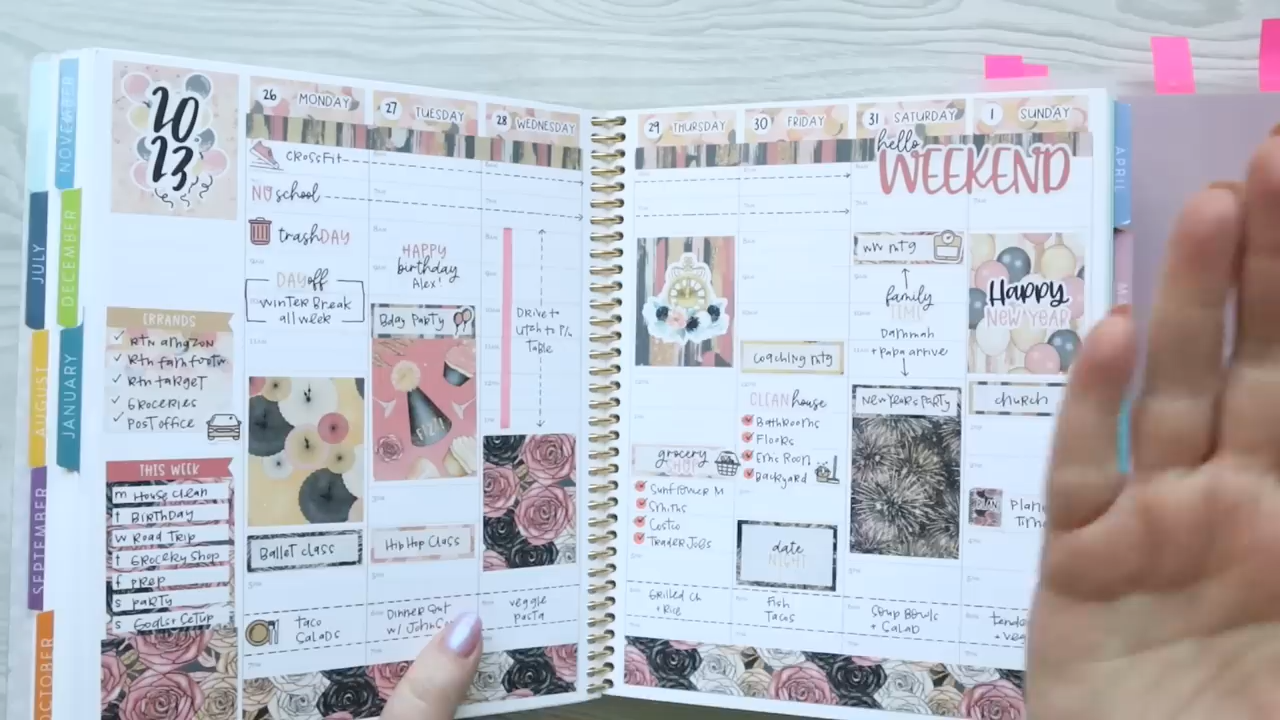 NOVEMBER
JULY
DECEMBER
AUGUST
JANUARY
SEPTEMBER
OCTOBER
2023
ERRANDS
✓ Rtn amazon
✓ Rtn target
✓ Groceries
✓ Post office
THIS WEEK
m House clean
t Birthday
w Road Trip
t Grocery Shop
f prep
s party
s Goals+ Setup
26 MONDAY
CROSSFIT
NO school
trash DAY
DAY off
winter Break
all week
Ballet class
taco
salads
27 TUESDAY
HAPPY
birthday
Alex!
Bday Party
Hip Hop Class
Dinner Out
28 WEDNESDAY
Drive to
Utah to P/u
Table
veggie
pasta
29 THURSDAY
grocery
SHOP
Sunflower M
Smiths
Costco
Trader Joes
Grilled Ch
+ Rice
30 FRIDAY
coaching mtg
CLEAN house
Bathrooms
Floors
Backyard
date
NIGHT
Fish
Tacos
hello
WEEKEND
31 SATURDAY
ww mtg
family
TIME
+ Papa arrive
New Years Party
Soup Bowls
+ Salad
1 SUNDAY
Happy
NEW YEAR
church
APRIL